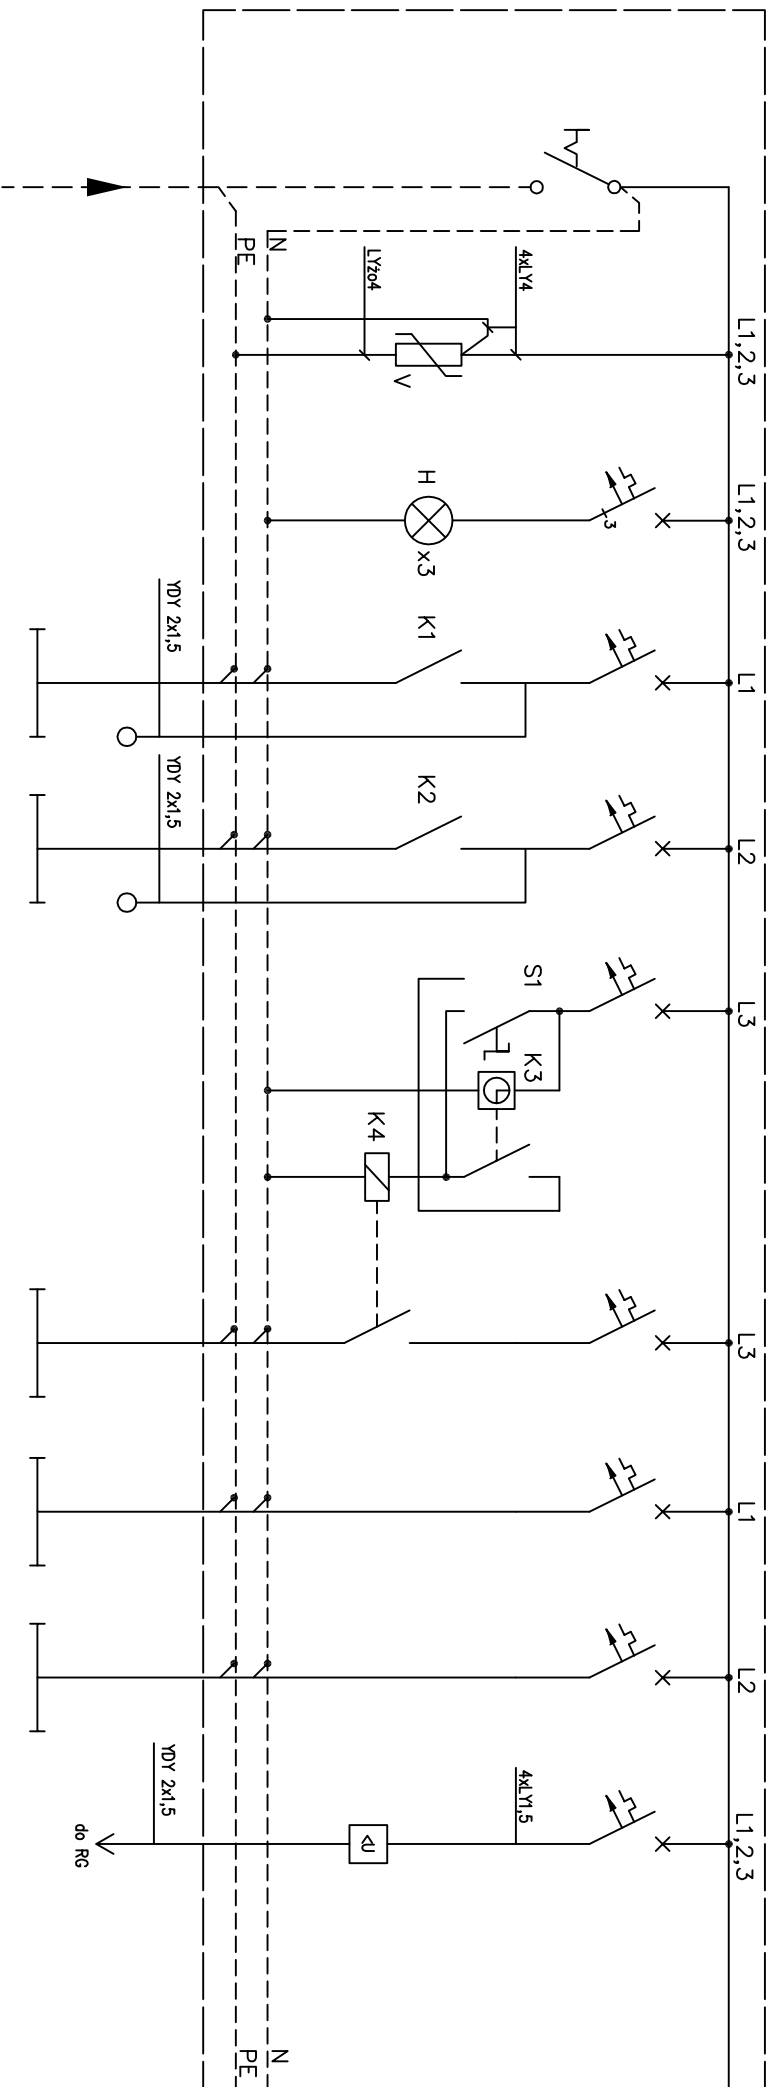 L1,2,3
L1,2,3
L1
L2
L3
L3
L1
L2
L1,2,3
4xLY4
LYżo4
V
3
H
x3
K1
K2
S1
K3
K4
4xLY1,5
<U
N
PE
N
PE
YDY 2x1,5
YDY 2x1,5
YDY 2x1,5
do RG